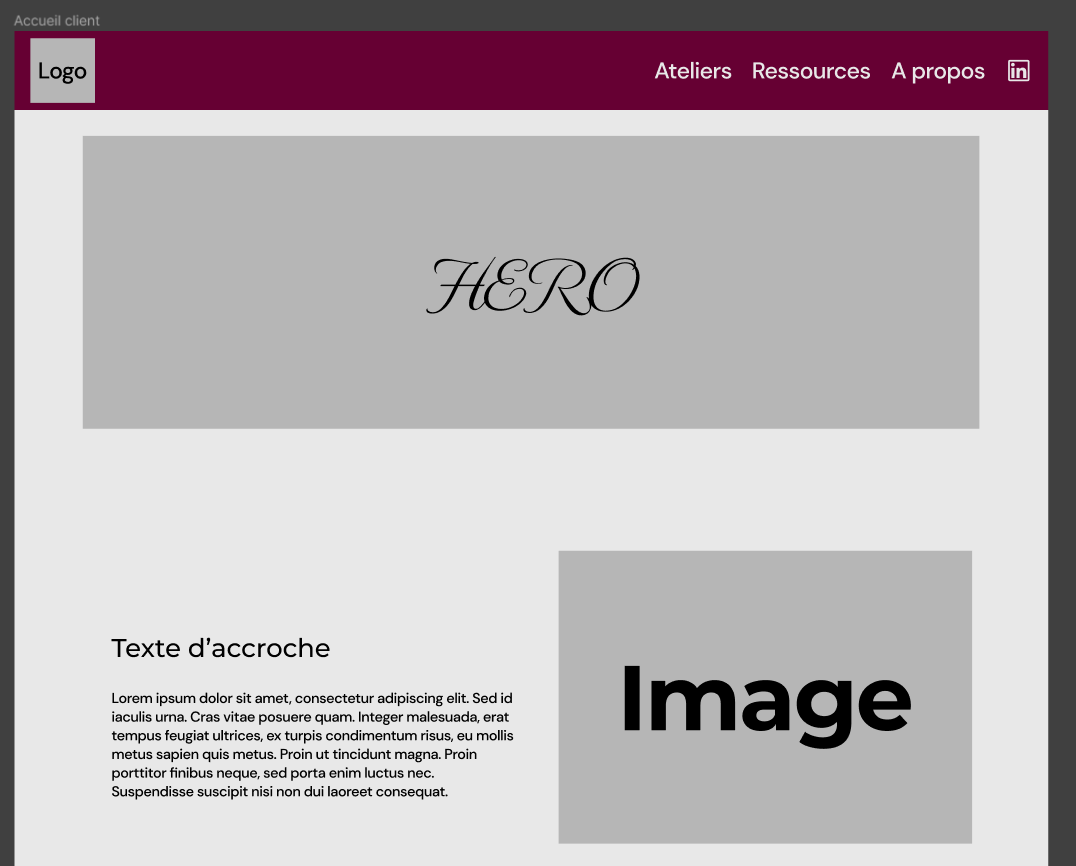 Accueil client
Logo
Ateliers Ressources A propos in
HERO
Texte d’accroche
Lorem ipsum dolor sit amet, consectetur adipiscing elit. Sed id
iaculis urna. Cras vitae posuere quam. Integer malesuada, erat
tempus feugiat ultrices, ex turpis condimentum risus, eu mollis
metus sapien quis metus. Proin ut tincidunt magna. Proin
porttitor finibus neque, sed porta enim luctus nec.
Suspendisse suscipit nisi non dui laoreet consequat.
Image